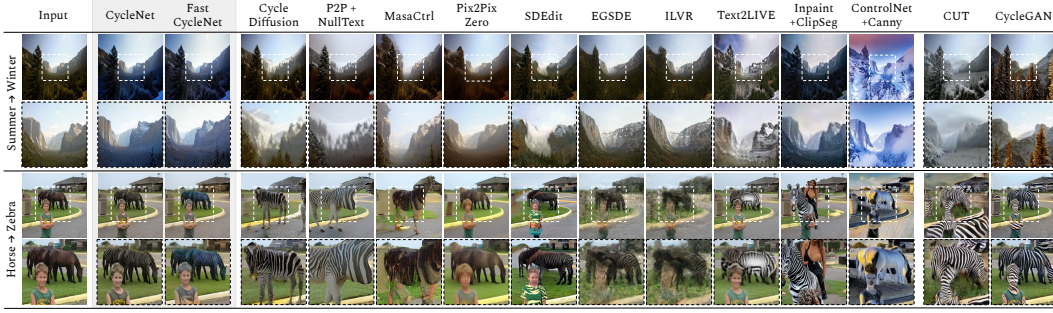 Input
CycleNet
Fast
CycleNet
Cycle
Diffusion
P2P +
NullText
MasaCtrl
Pix2Pix
Zero
SDEdit
EGSDE
ILVR
Text2LIVE
Inpaint
+ClipSeg
ControlNet
+Canny
CUT
CycleGAN
Summer → Winter
Horse → Zebra